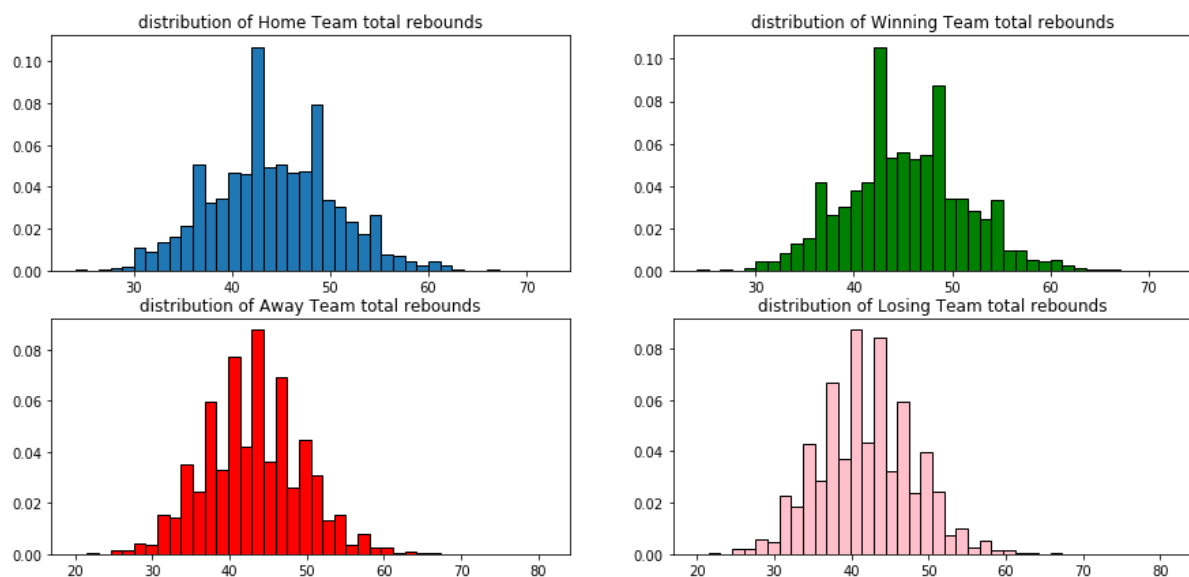 distribution of Home Team total rebounds
0.10
0.08
0.06
0.04
0.02
0.00
30 40 50 60 70
distribution of Winning Team total rebounds
0.10
0.08
0.06
0.04
0.02
0.00
30 40 50 60 70
distribution of Away Team total rebounds
0.08
0.06
0.04
0.02
0.00
20 30 40 50 60 70 80
distribution of Losing Team total rebounds
0.08
0.06
0.04
0.02
0.00
20 30 40 50 60 70 80